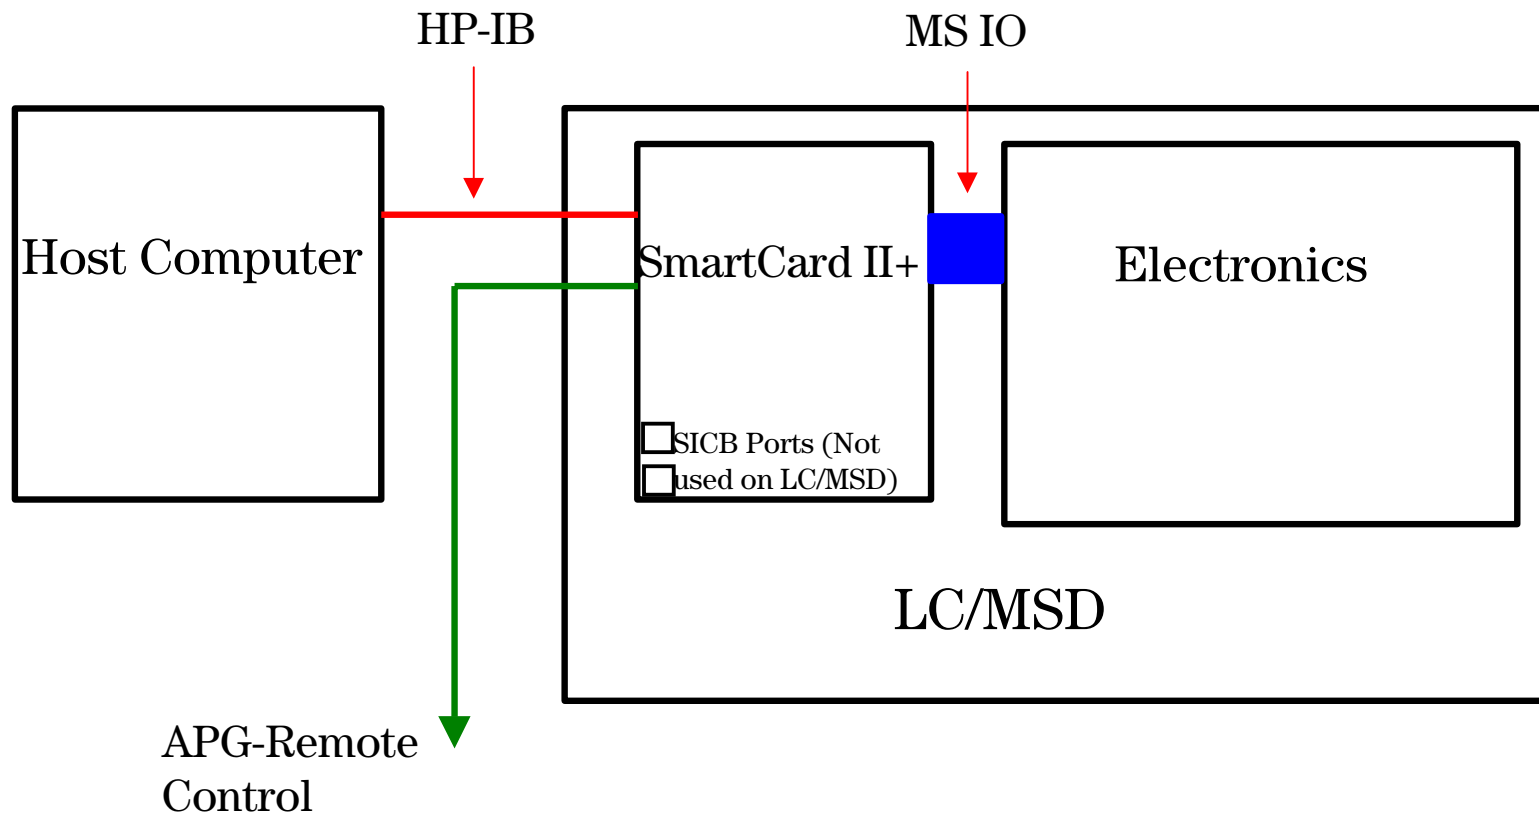 HP-IB
MS IO
Host Computer
SmartCard II+
Electronics
SICB Ports (Not
used on LC/MSD)
LC/MSD
APG-Remote
Control